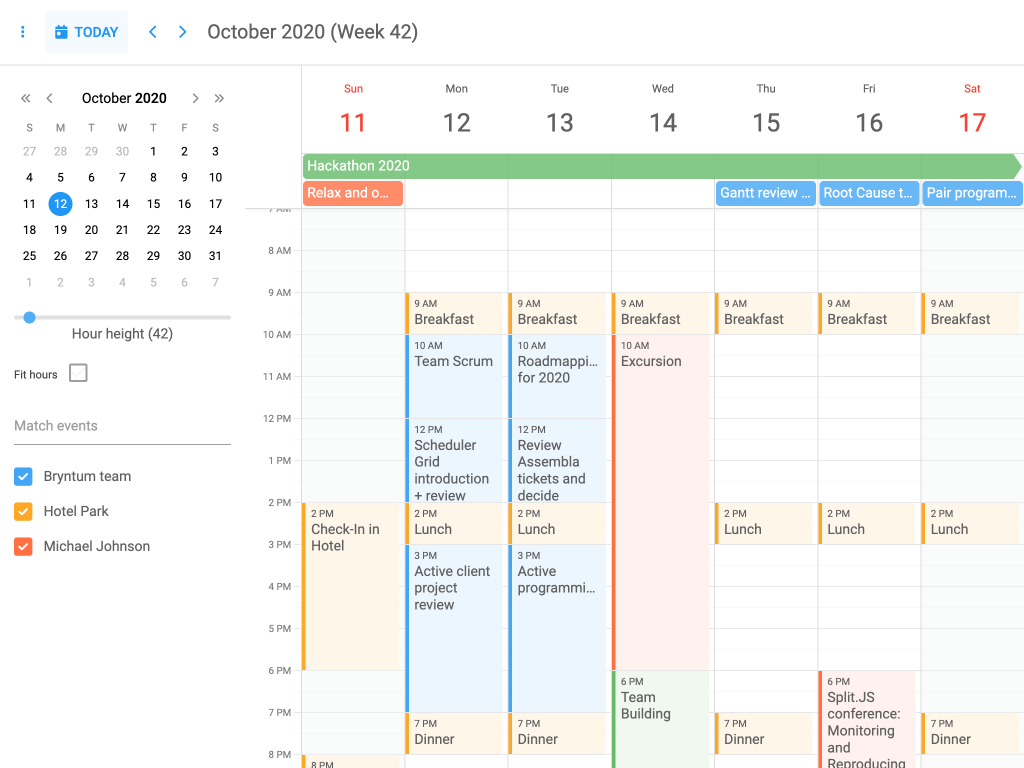 TODAY
October 2020 (Week 42)
October 2020
S M T W T F S
27 28 29 30 1 2 3
4 5 6 7 8 9 10
11 12 13 14 15 16 17
18 19 20 21 22 23 24
25 26 27 28 29 30 31
1 2 3 4 5 6 7
Hour height (42)
Fit hours
Match events
Bryntum team
Hotel Park
Michael Johnson
Sun Mon Tue Wed Thu Fri Sat
11 12 13 14 15 16 17
Hackathon 2020
Relax and o...
Gantt review ...
Root Cause t...
Pair program...
7 AM
8 AM
9 AM
10 AM
11 AM
12 PM
1 PM
2 PM
3 PM
4 PM
5 PM
6 PM
7 PM
8 PM
2 PM
Check-In in
Hotel
8 PM
9 AM
Breakfast
10 AM
Team Scrum
12 PM
Scheduler
Grid
introduction
+ review
2 PM
Lunch
3 PM
Active client
project
review
7 PM
Dinner
9 AM
Breakfast
10 AM
Roadmappi...
for 2020
12 PM
Review
Assembla
tickets and
decide
2 PM
Lunch
3 PM
Active
programmi...
7 PM
Dinner
9 AM
Breakfast
10 AM
Excursion
6 PM
Team
Building
9 AM
Breakfast
2 PM
Lunch
7 PM
Dinner
9 AM
Breakfast
2 PM
Lunch
6 PM
Split.JS
conference:
Monitoring
and
Reproducing
9 AM
Breakfast
2 PM
Lunch
7 PM
Dinner